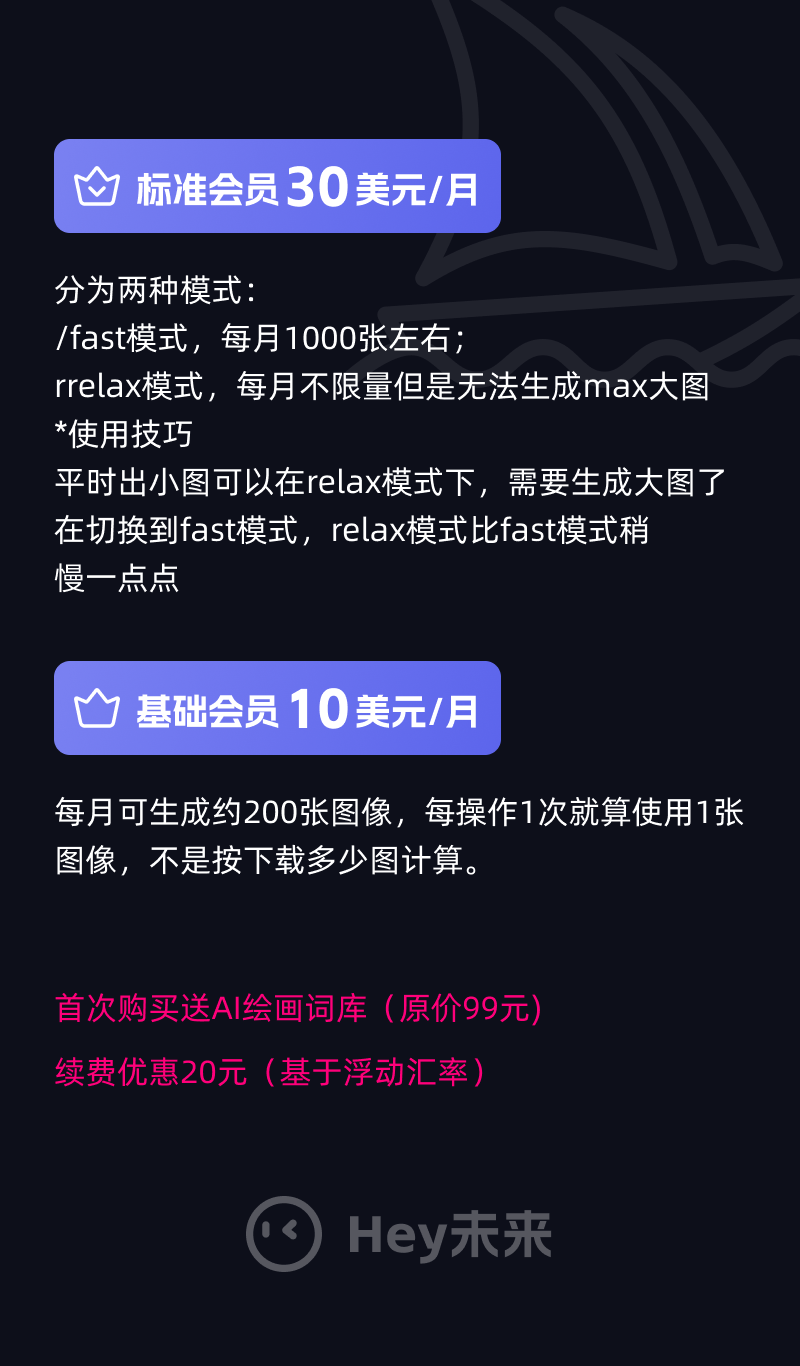 标准会员30美元/月
分为两种模式：
/fast模式，每月1000张左右；
rrelax模式，每月不限量但是无法生成max大图
*使用技巧
平时出小图可以在relax模式下，需要生成大图了
在切换到fast模式，relax模式比fast模式稍
慢一点点
基础会员10美元/月
每月可生成约200张图像，每操作1次就算使用1张
图像，不是按下载多少图计算。
首次购买送AI绘画词库（原价99元)
续费优惠20元（基于浮动汇率）
Hey未来